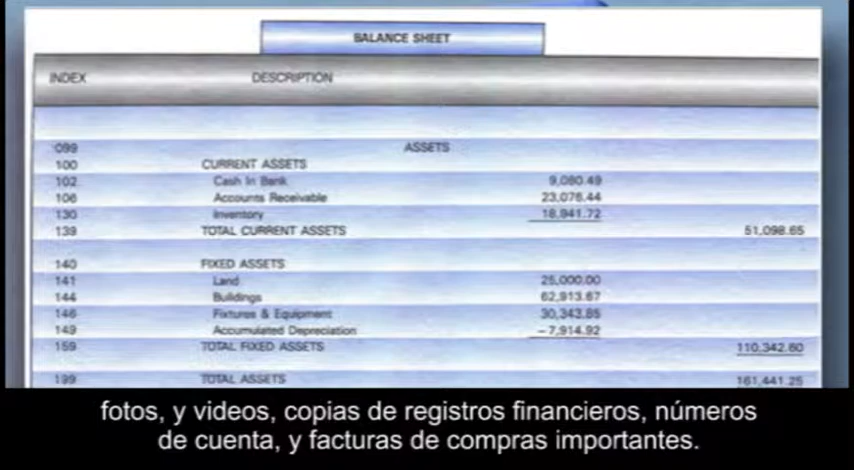 BALANCE SHEET
INDEX DESCRIPTION
099 ASSETS
100 CURRENT ASSETS
102 Cash In Bank 9,080.49
106 Accounts Receivable 23,076.44
130 Inventory 18,941.72
139 TOTAL CURRENT ASSETS 51,098.65
140 FIXED ASSETS
141 Land 25,000.00
144 Buildings 62,913.67
146 Fixtures & Equipment 30,343.85
149 Accumulated Depreciation –7,914.92
159 TOTAL FIXED ASSETS 110,342.60
199 TOTAL ASSETS 161,441.25
fotos, y videos, copias de registros financieros, números
de cuenta, y facturas de compras importantes.